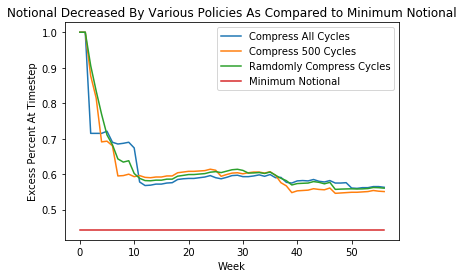 Notional Decreased By Various Policies As Compared to Minimum Notional
Excess Percent At Timestep
1.0
0.9
0.8
0.7
0.6
0.5
Compress All Cycles
Compress 500 Cycles
Ramdomly Compress Cycles
Minimum Notional
0 10 20 30 40 50
Week